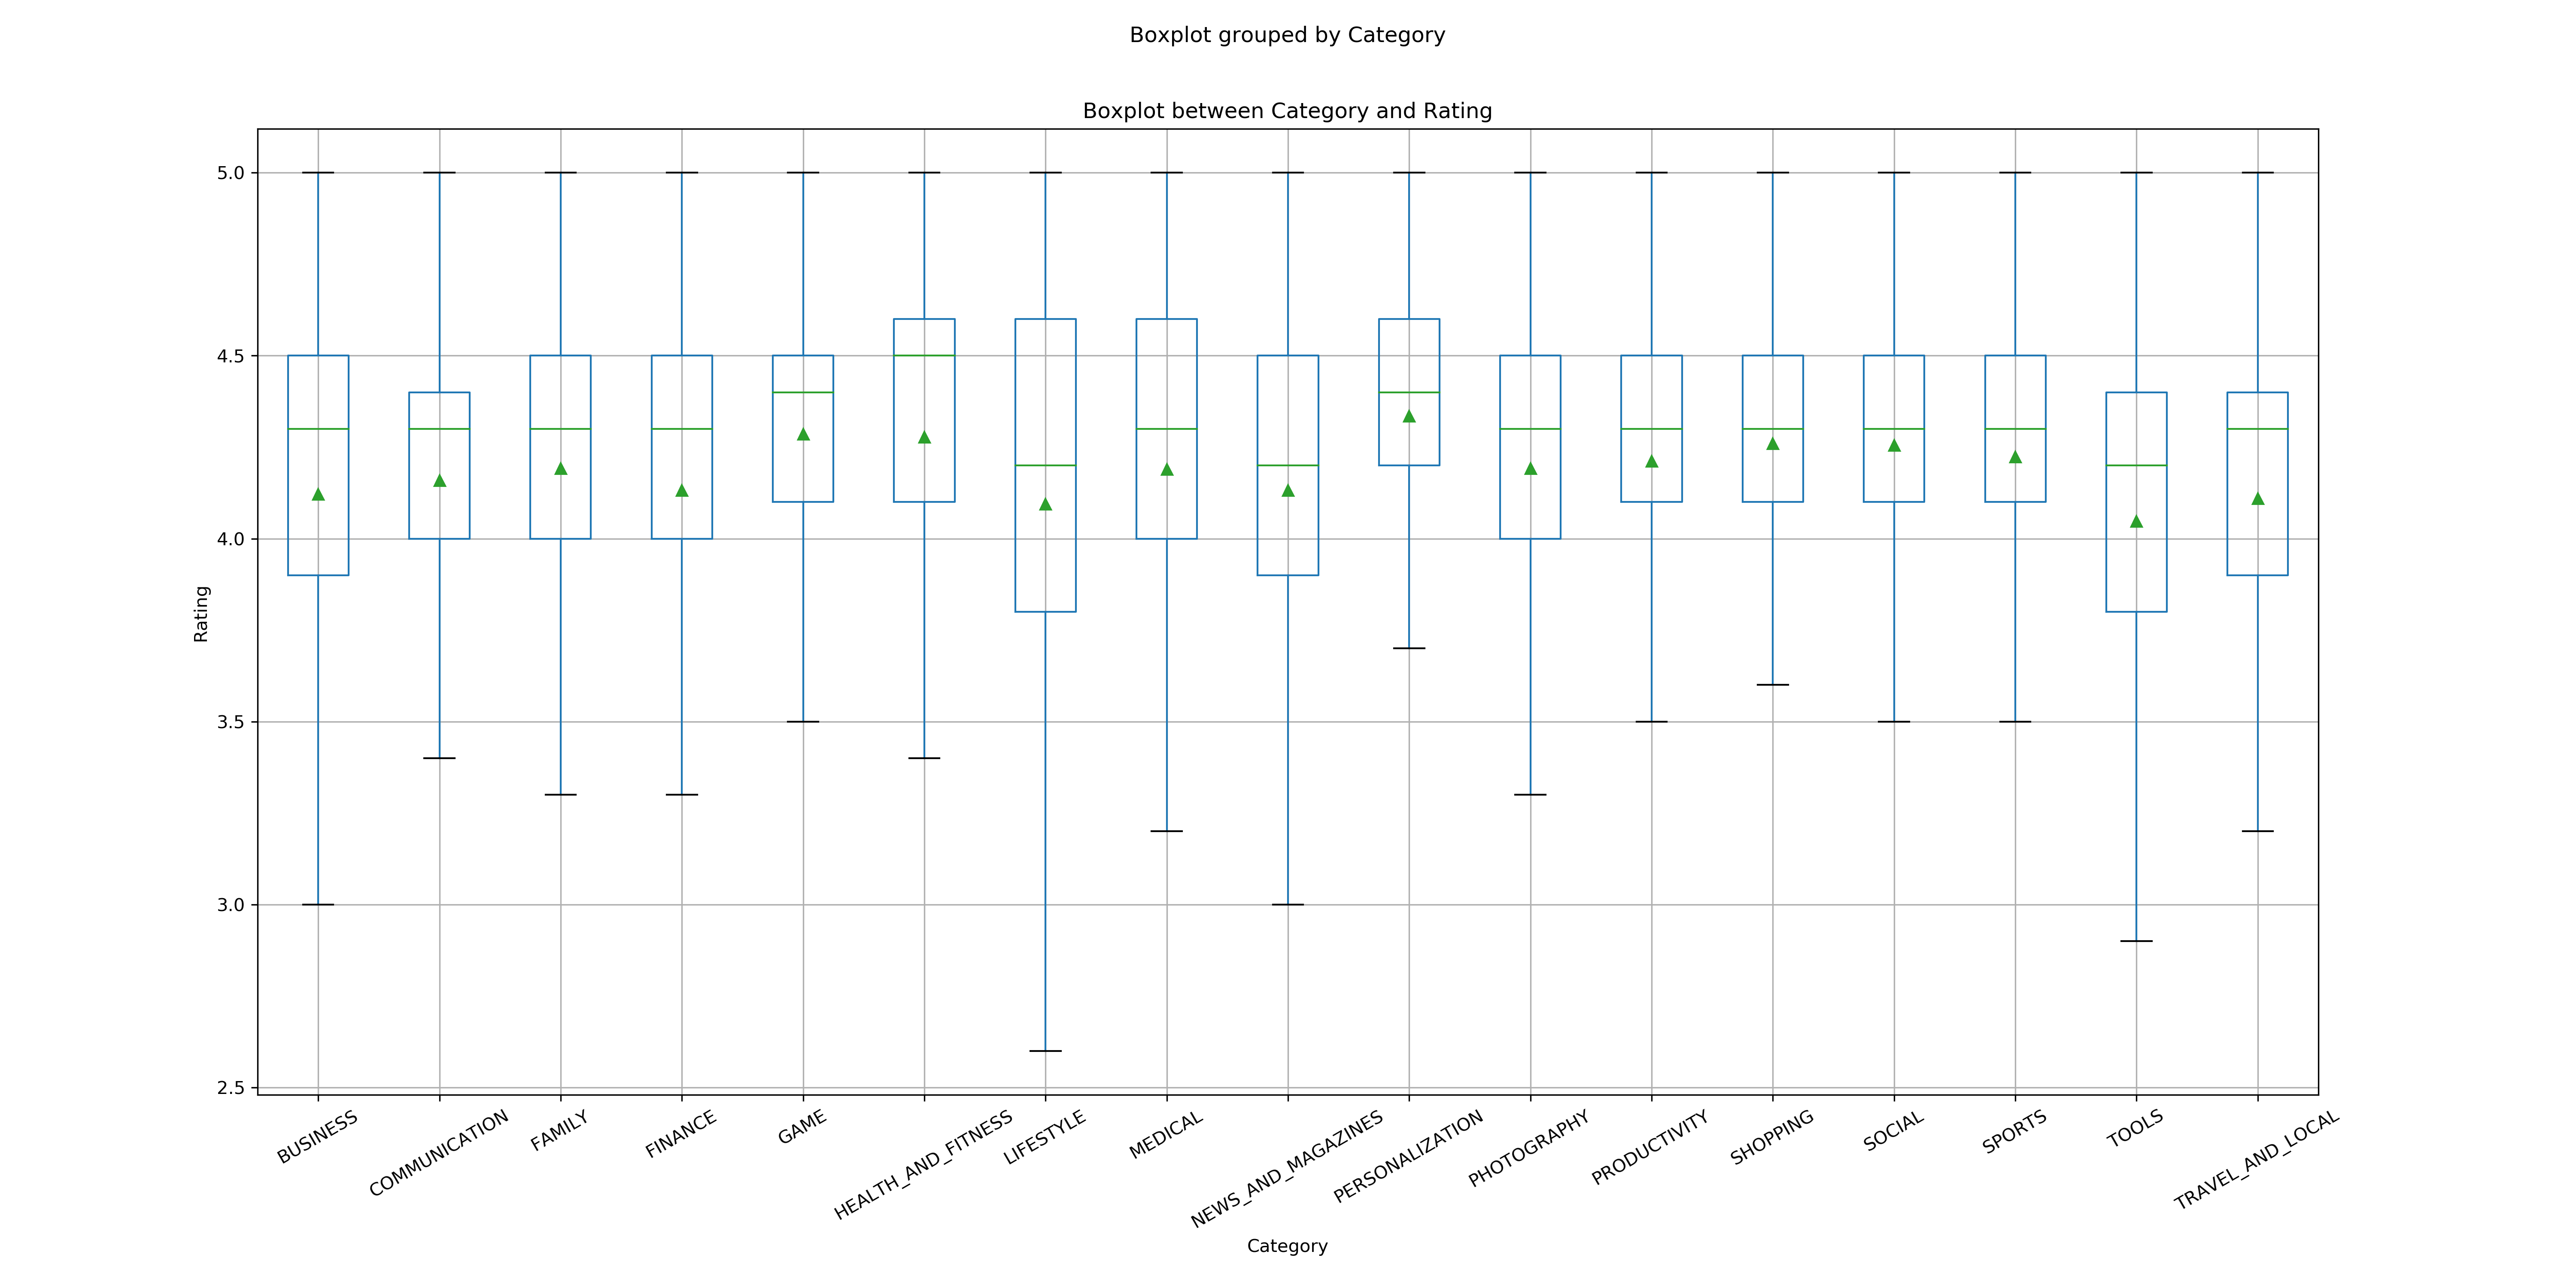 Boxplot grouped by Category
Boxplot between Category and Rating
5.0
4.5
4.0
3.5
3.0
2.5
Rating
BUSINESS
COMMUNICATION
FAMILY
FINANCE
GAME
HEALTH_AND_FITNESS
LIFESTYLE
MEDICAL
NEWS_AND_MAGAZINES
PERSONALIZATION
PHOTOGRAPHY
PRODUCTIVITY
SHOPPING
SOCIAL
SPORTS
TOOLS
TRAVEL_AND_LOCAL
Category